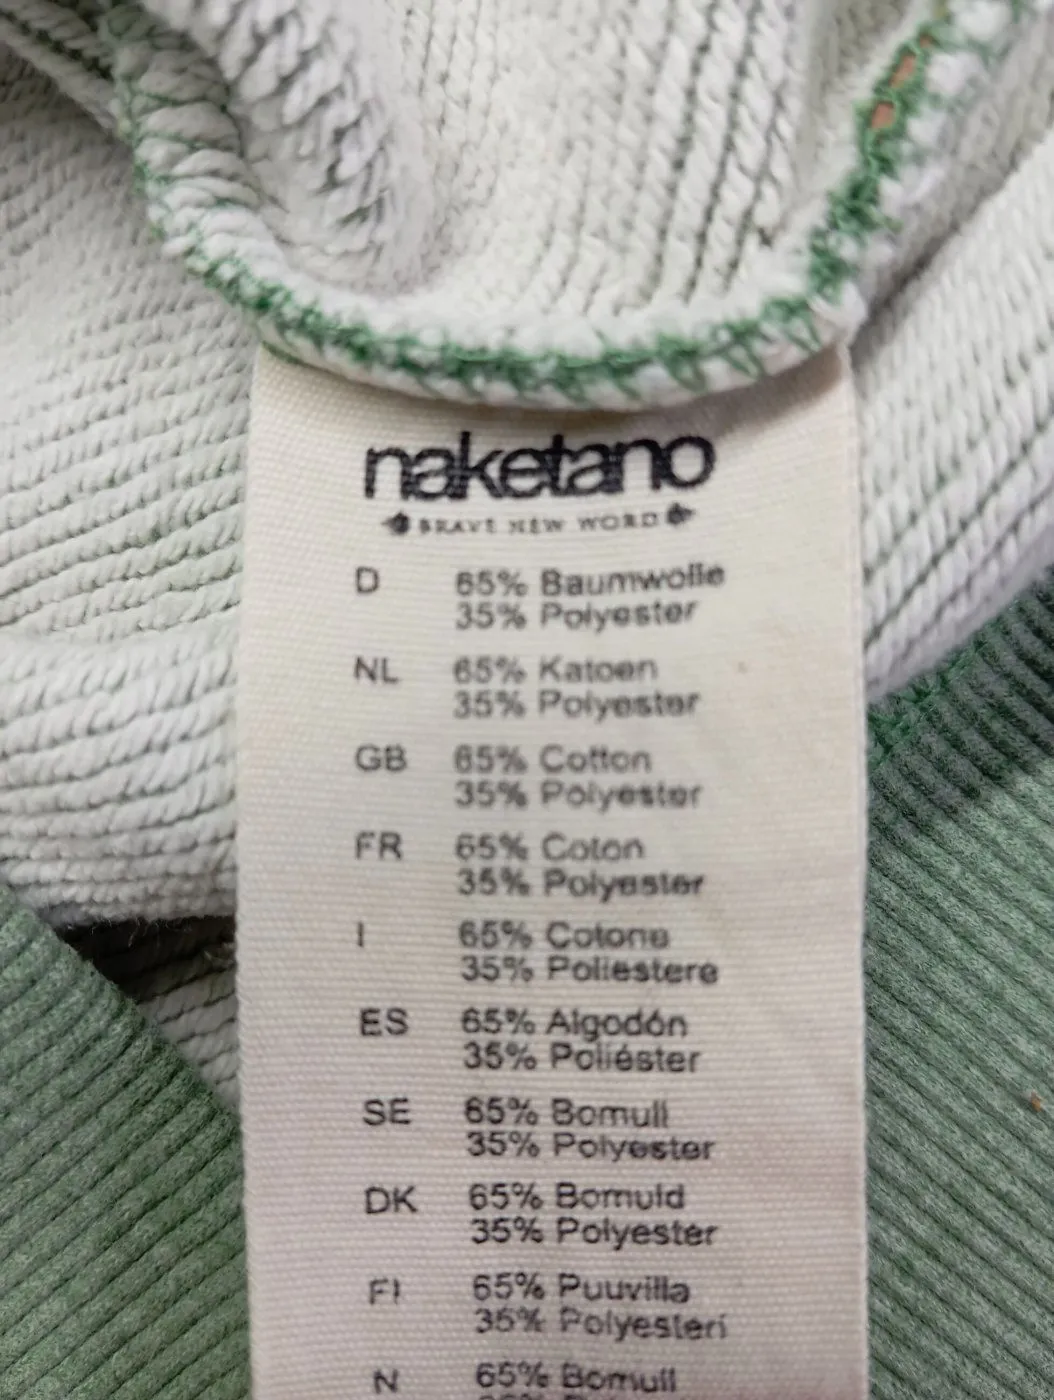 naketano
BRAVE NEW WORD
D 65% Baumwolle
35% Polyester
NL 65% Katoen
35% Polyester
GB 65% Cotton
35% Polyester
FR 65% Coton
35% Polyester
I 65% Cotone
35% Poliestere
ES 65% Algodón
35% Poliéster
SE 65% Bomull
35% Polyester
DK 65% Bomuld
35% Polyester
FI 65% Puuvilla
35% Polyesteri
N 65% Bomull